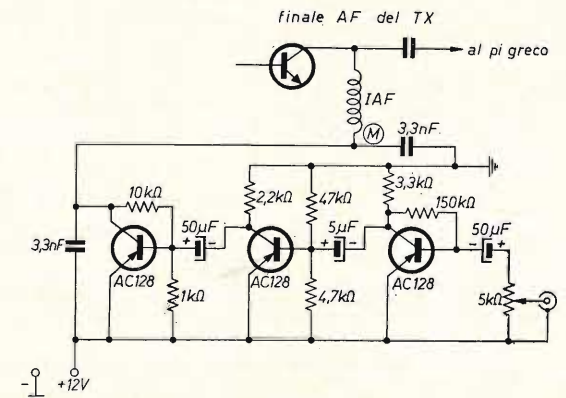 finale AF del TX
al pi greco
IAF
M
3,3nF
10kΩ
2,2kΩ
47kΩ
3,3kΩ
150kΩ
50µF
5µF
50µF
+ -
+ -
- +
3,3nF
AC128
AC128
AC128
1kΩ
4,7kΩ
5kΩ
- +12V